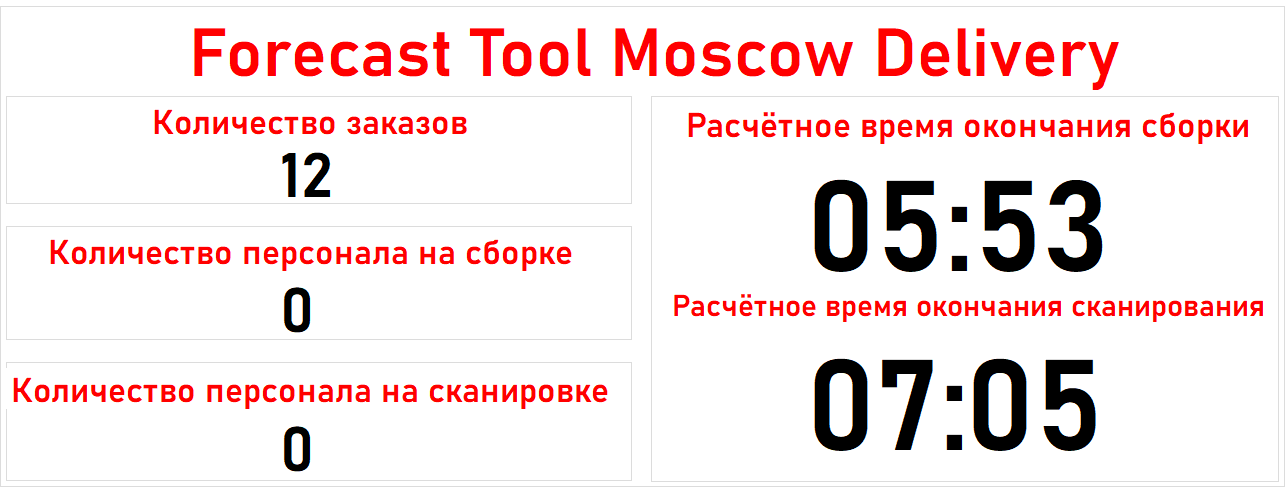 Forecast Tool Moscow Delivery
Количество заказов
12
Количество персонала на сборке
0
Количество персонала на сканировке
0
Расчётное время окончания сборки
05:53
Расчётное время окончания сканирования
07:05